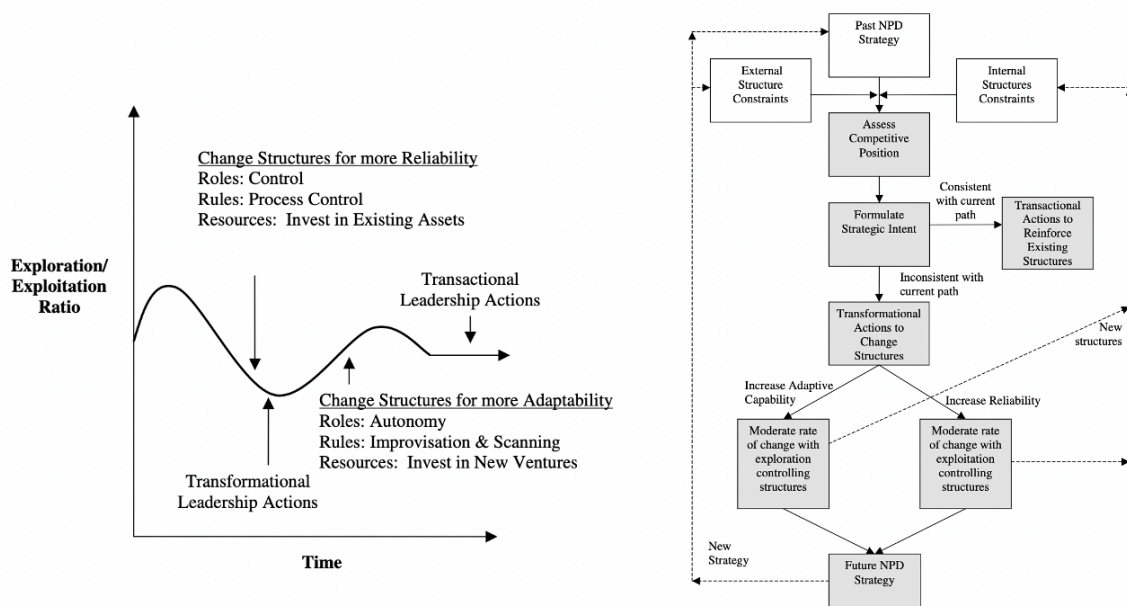 Change Structures for more Reliability
Roles: Control
Rules: Process Control
Resources:  Invest in Existing Assets
Exploration/
Exploitation
Ratio
Transactional
Leadership Actions
Change Structures for more Adaptability
Roles: Autonomy
Rules: Improvisation & Scanning
Resources:  Invest in New Ventures
Transformational
Leadership Actions
Time
Past NPD
Strategy
External
Structure
Constraints
Internal
Structures
Constraints
Assess
Competitive
Position
Formulate
Strategic Intent
Consistent
with current
path
Transactional
Actions to
Reinforce
Existing
Structures
Inconsistent with
current path
Transformational
Actions to
Change
Structures
New
structures
Increase Adaptive
Capability
Increase Reliability
Moderate rate
of change with
exploration
controlling
structures
Moderate rate
of change with
exploitation
controlling
structures
New
Strategy
Future NPD
Strategy